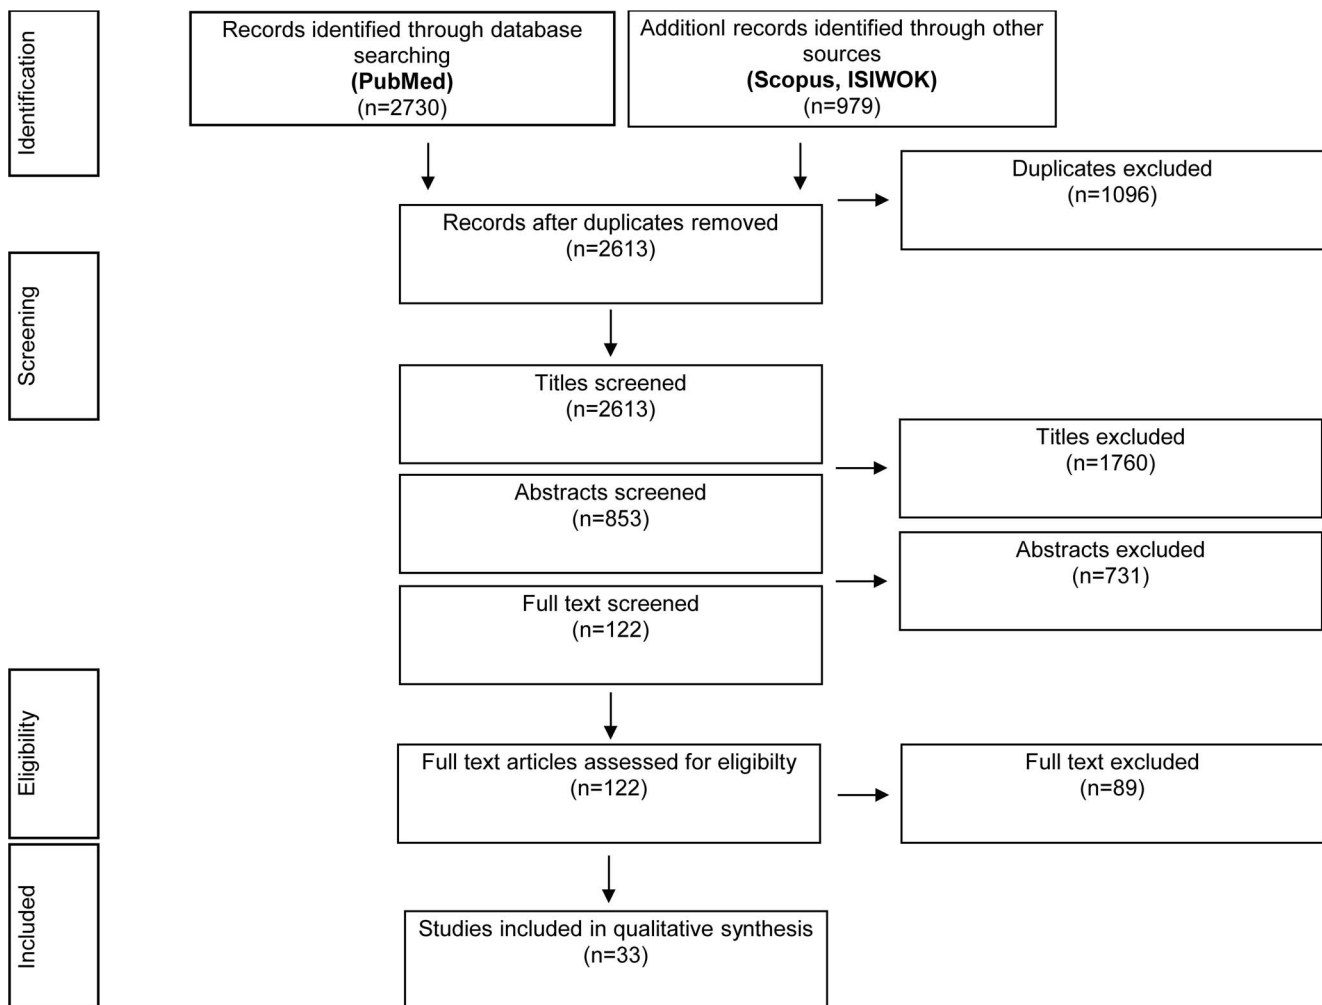 Identification
Records identified through database
searching
(PubMed)
(n=2730)
Additionl records identified through other
sources
(Scopus, ISIWOK)
(n=979)
Duplicates excluded
(n=1096)
Records after duplicates removed
(n=2613)
Screening
Titles screened
(n=2613)
Titles excluded
(n=1760)
Abstracts screened
(n=853)
Abstracts excluded
(n=731)
Full text screened
(n=122)
Eligibility
Full text articles assessed for eligibilty
(n=122)
Full text excluded
(n=89)
Included
Studies included in qualitative synthesis
(n=33)